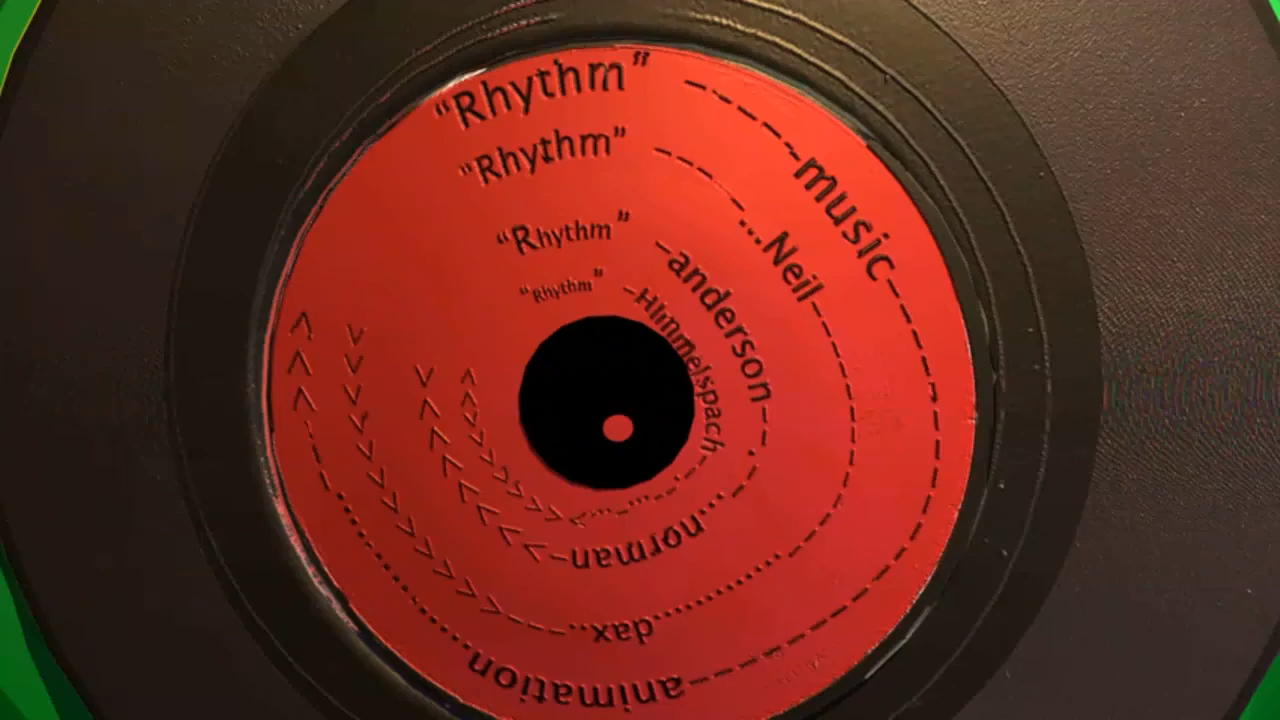 “Rhythm” ------music--------------------animation...............-----<<<
“Rhythm” ------...Neil--------------...............dax..---->>>>>>>>>>
“Rhythm” -anderson----....norman-<<<<<<<<
“Rhythm” -HImmelspach----...---<>>>>>>>>